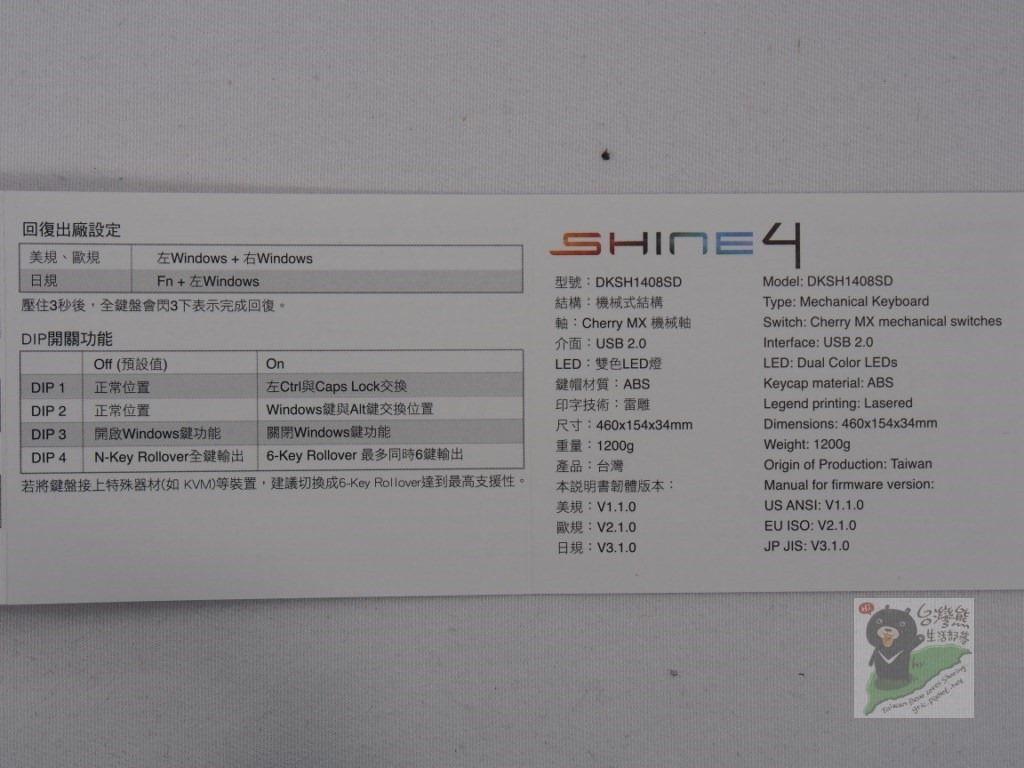 回復出廠設定
美規、歐規 左Windows + 右Windows
日規 Fn + 左Windows
壓住3秒後，全鍵盤會閃3下表示完成回復。
DIP開關功能
Off (預設值) On
DIP 1 正常位置 左Ctrl與Caps Lock交換
DIP 2 正常位置 Windows鍵與Alt鍵交換位置
DIP 3 開啟Windows鍵功能 關閉Windows鍵功能
DIP 4 N-Key Rollover全鍵輸出 6-Key Rollover 最多同時6鍵輸出
若將鍵盤接上特殊器材(如 KVM)等裝置，建議切換成6-Key Rollover達到最高支援性。
SHINE 4
型號：DKSH1408SD
結構：機械式結構
軸：Cherry MX 機械軸
介面：USB 2.0
LED：雙色LED燈
鍵帽材質：ABS
印字技術：雷雕
尺寸：460x154x34mm
重量：1200g
產品：台灣
本說明書韌體版本：
美規：V1.1.0
歐規：V2.1.0
日規：V3.1.0
Model: DKSH1408SD
Type: Mechanical Keyboard
Switch: Cherry MX mechanical switches
Interface: USB 2.0
LED: Dual Color LEDs
Keycap material: ABS
Legend printing: Lasered
Dimensions: 460x154x34mm
Weight: 1200g
Origin of Production: Taiwan
Manual for firmware version:
US ANSI: V1.1.0
EU ISO: V2.1.0
JP JIS: V3.1.0
Hi
台灣熊
生活部落
by
Taiwan Bear loves sharing